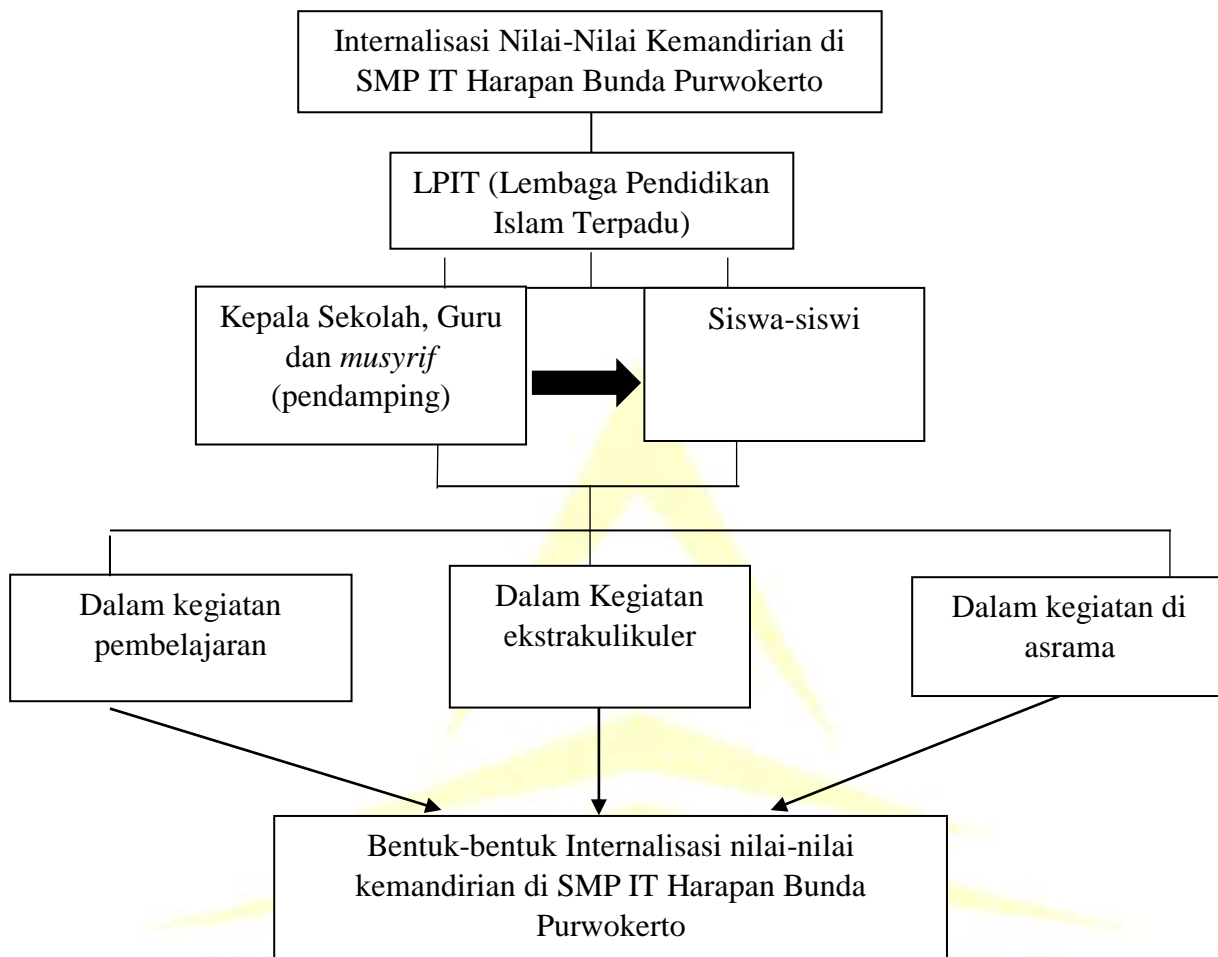 Internalisasi Nilai-Nilai Kemandirian di
SMP IT Harapan Bunda Purwokerto
LPIT (Lembaga Pendidikan
Islam Terpadu)
Kepala Sekolah, Guru
dan musyrif
(pendamping)
Siswa-siswi
Dalam kegiatan
pembelajaran
Dalam Kegiatan
ekstrakulikuler
Dalam kegiatan di
asrama
Bentuk-bentuk Internalisasi nilai-nilai
kemandirian di SMP IT Harapan Bunda
Purwokerto